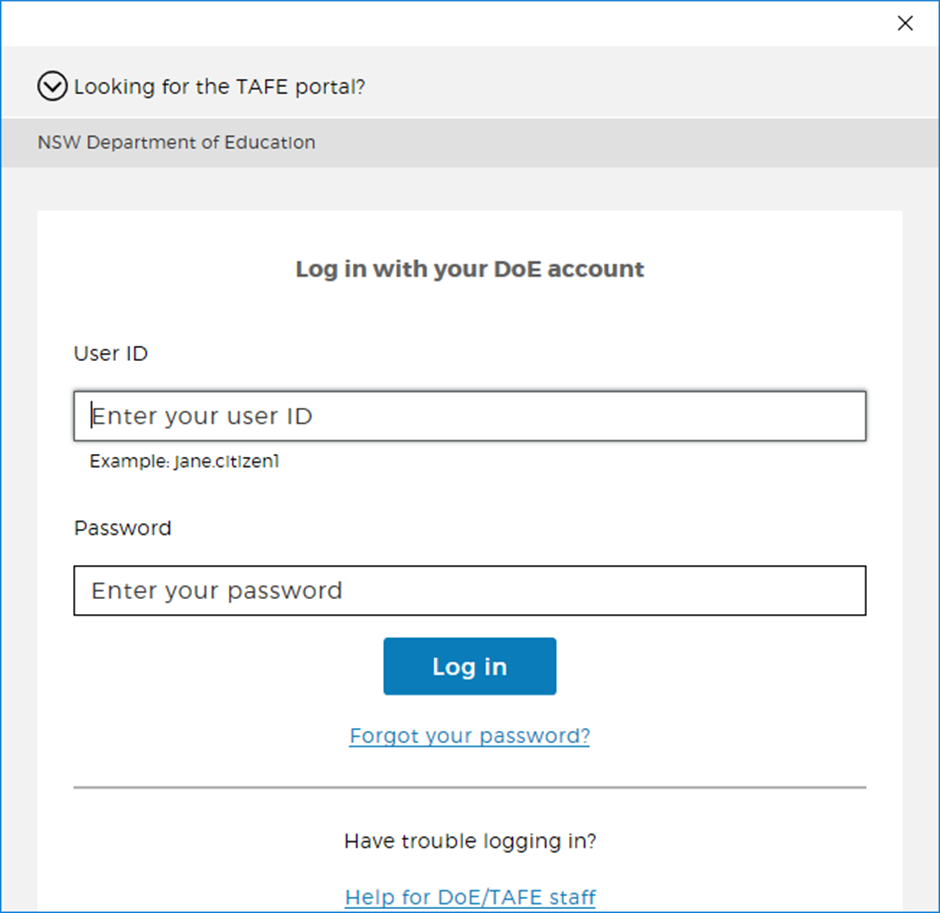 Looking for the TAFE portal?
NSW Department of Education
Log in with your DoE account
User ID
Enter your user ID
Example: jane.citizen1
Password
Enter your password
Log in
Forgot your password?
Have trouble logging in?
Help for DoE/TAFE staff